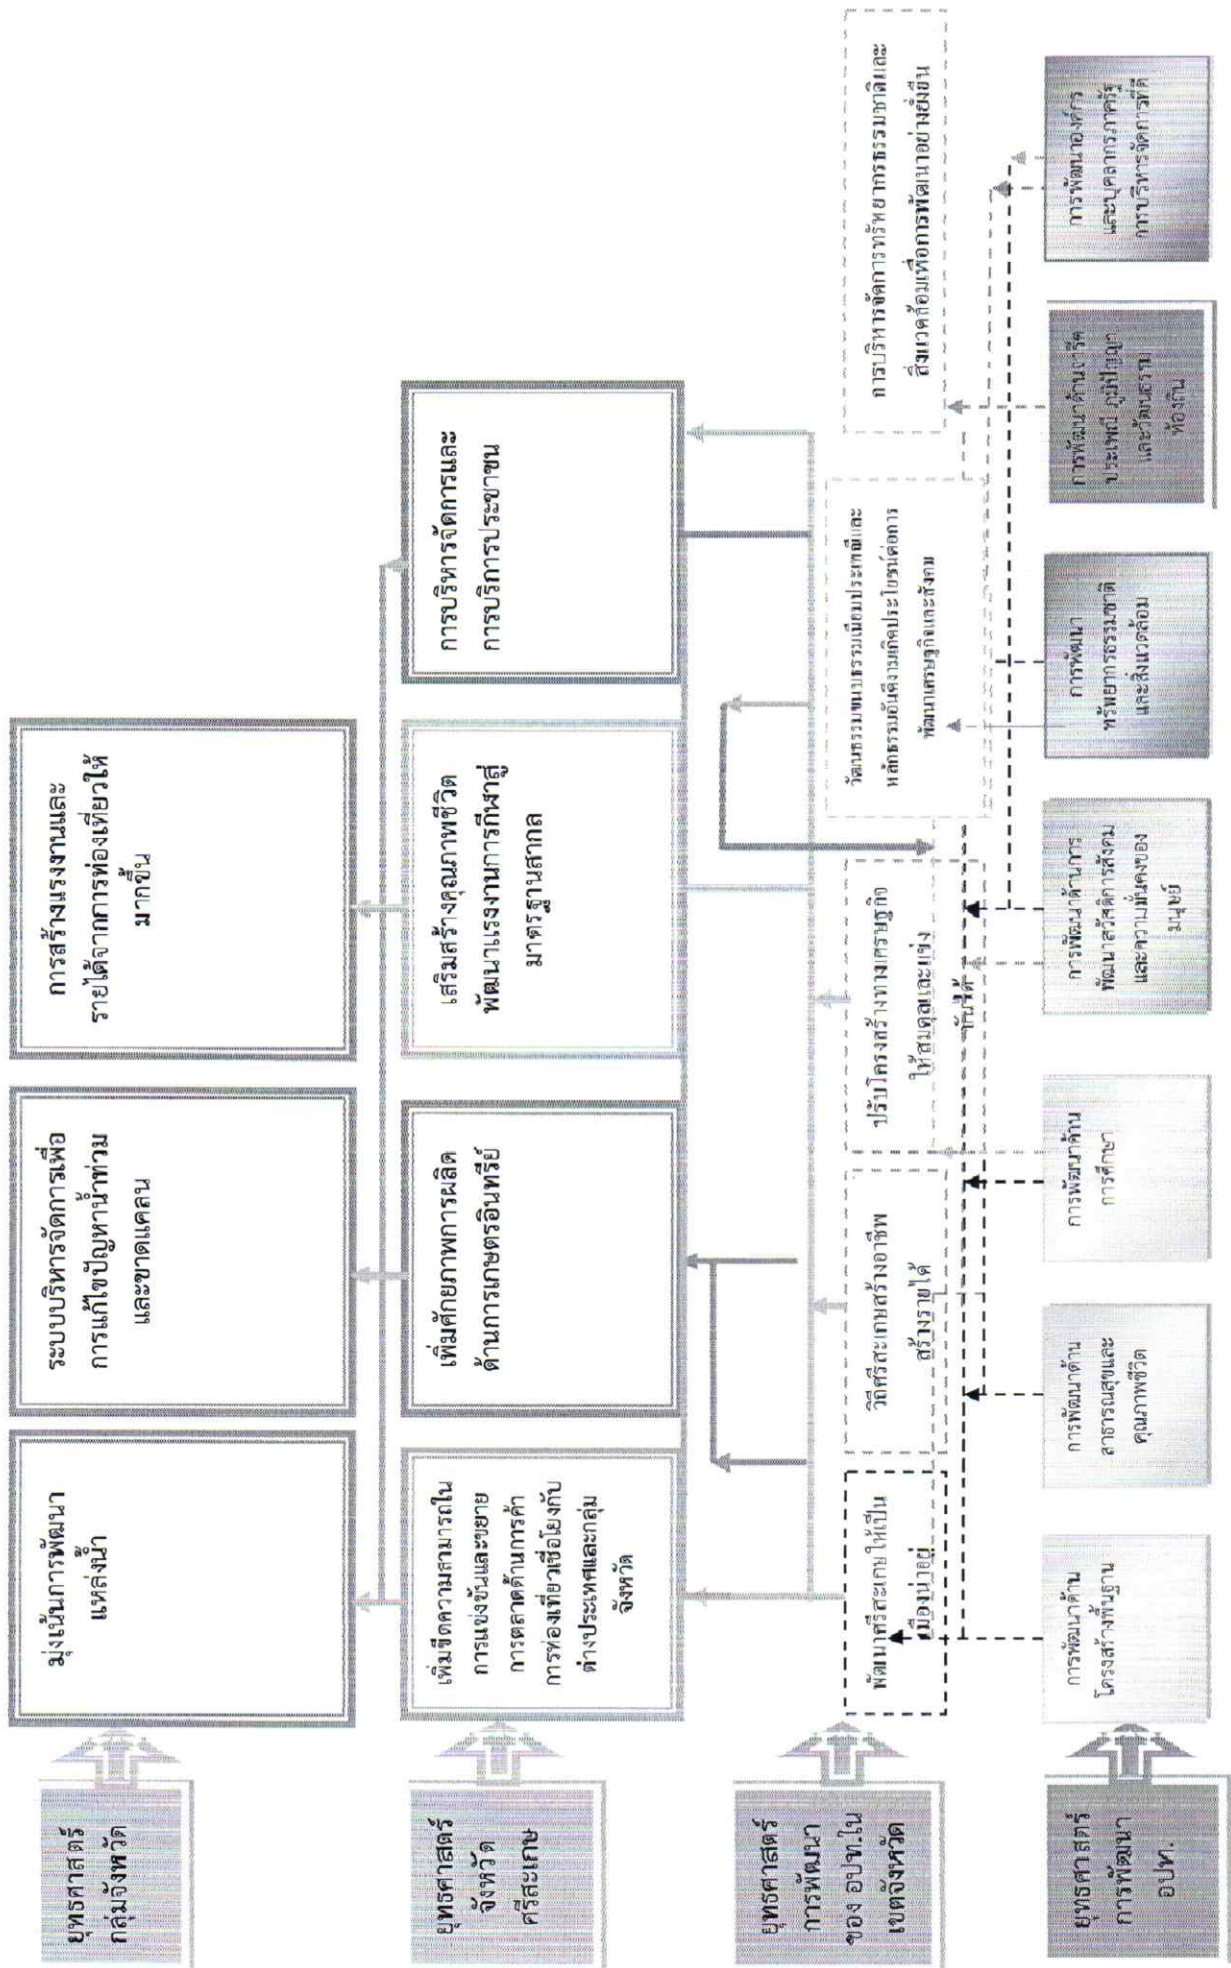 ยุทธศาสตร์
กลุ่มจังหวัด
มุ่งเน้นการพัฒนา
แหล่งน้ำ
ระบบบริหารจัดการเพื่อ
การแก้ไขปัญหาน้ำท่วม
และขาดแคลน
การสร้างแรงงานและ
รายได้จากการท่องเที่ยวให้
มากขึ้น
ยุทธศาสตร์
จังหวัด
ศรีสะเกษ
เพิ่มขีดความสามารถใน
การแข่งขันและขยาย
การตลาดด้านการค้า
การท่องเที่ยวเชื่อโยงกับ
ต่างประเทศและกลุ่ม
จังหวัด
เพิ่มศักยภาพการผลิต
ด้านการเกษตรอินทรีย์
เสริมสร้างคุณภาพชีวิต
พัฒนาแรงงานการกีฬาสู่
มาตรฐานสากล
การบริหารจัดการและ
การบริการประชาชน
ยุทธศาสตร์
การพัฒนา
ของ อปท.ใน
เขตจังหวัด
พัฒนาศรีสะเกษให้เป็น
เมืองน่าอยู่
วิถีศรีสะเกษสร้างอาชีพ
สร้างรายได้
ปรับโครงสร้างทางเศรษฐกิจ
ให้สมดุลและแข่ง
ขันได้
วัฒนธรรมขนบธรรมเนียมประเพณีและ
หลักธรรมอันดีงามเกิดประโยชน์ต่อการ
พัฒนาเศรษฐกิจและสังคม
การบริหารจัดการทรัพยากรธรรมชาติและ
สิ่งแวดล้อมเพื่อการพัฒนาอย่างยั่งยืน
ยุทธศาสตร์
การพัฒนา
อปท.
การพัฒนาด้าน
โครงสร้างพื้นฐาน
การพัฒนาด้าน
สาธารณสุขและ
คุณภาพชีวิต
การพัฒนาด้าน
การศึกษา
การพัฒนาด้านการ
พัฒนาสวัสดิการสังคม
และความมั่นคงของ
มนุษย์
การพัฒนา
ทรัพยากรธรรมชาติ
และสิ่งแวดล้อม
การพัฒนาด้านจารีต
ประเพณี ภูมิปัญญา
และวัฒนธรรม
ท้องถิ่น
การพัฒนาองค์กร
และบุคลากรภาครัฐ
การบริหารจัดการที่ดี